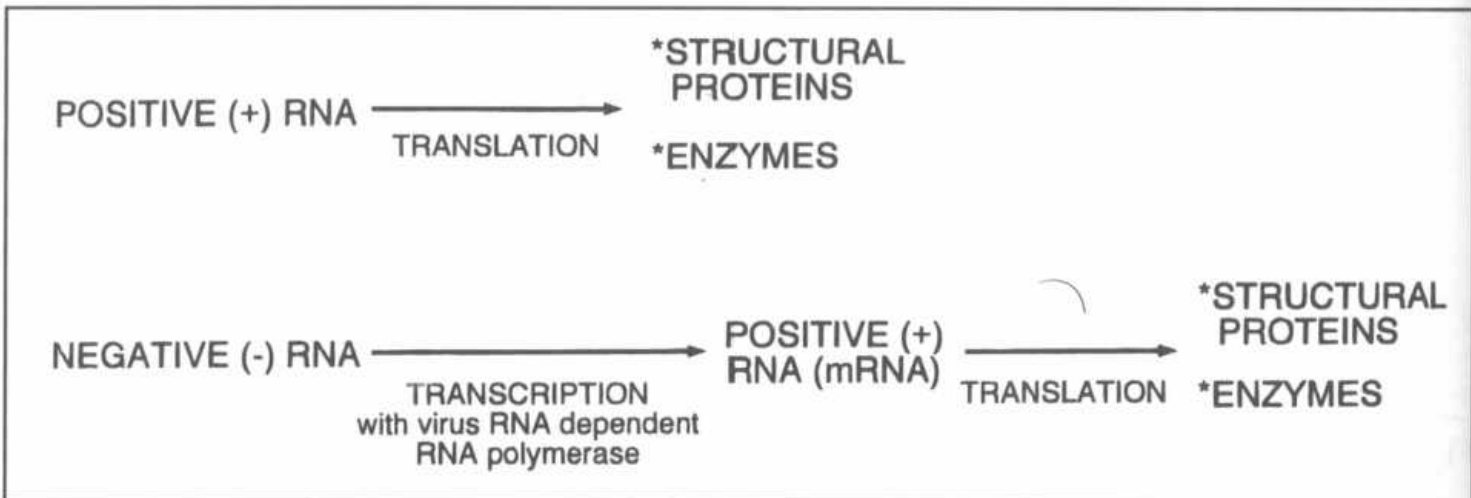 *STRUCTURAL
PROTEINS
POSITIVE (+) RNA
TRANSLATION
*ENZYMES
*STRUCTURAL
PROTEINS
NEGATIVE (-) RNA
POSITIVE (+)
RNA (mRNA)
TRANSCRIPTION
with virus RNA dependent
RNA polymerase
TRANSLATION
*ENZYMES